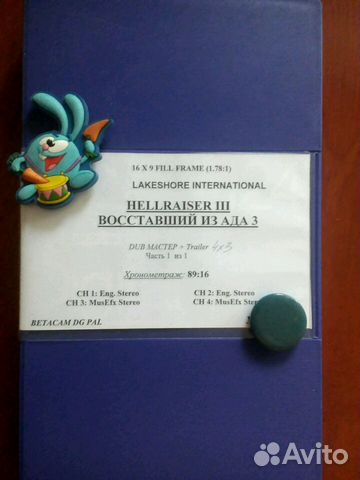 16 X 9 FILL FRAME (1.78:1)
LAKESHORE INTERNATIONAL
HELLRAISER III
ВОССТАВШИЙ ИЗ АДА 3
DUB МАСТЕР + Trailer 4x3
Часть 1 из 1
Хронометраж: 89:16
CH 1: Eng. Stereo CH 2: Eng. Stereo
CH 3: MusEfx Stereo CH 4: MusEfx Stereo
BETACAM DG PAL
Avito